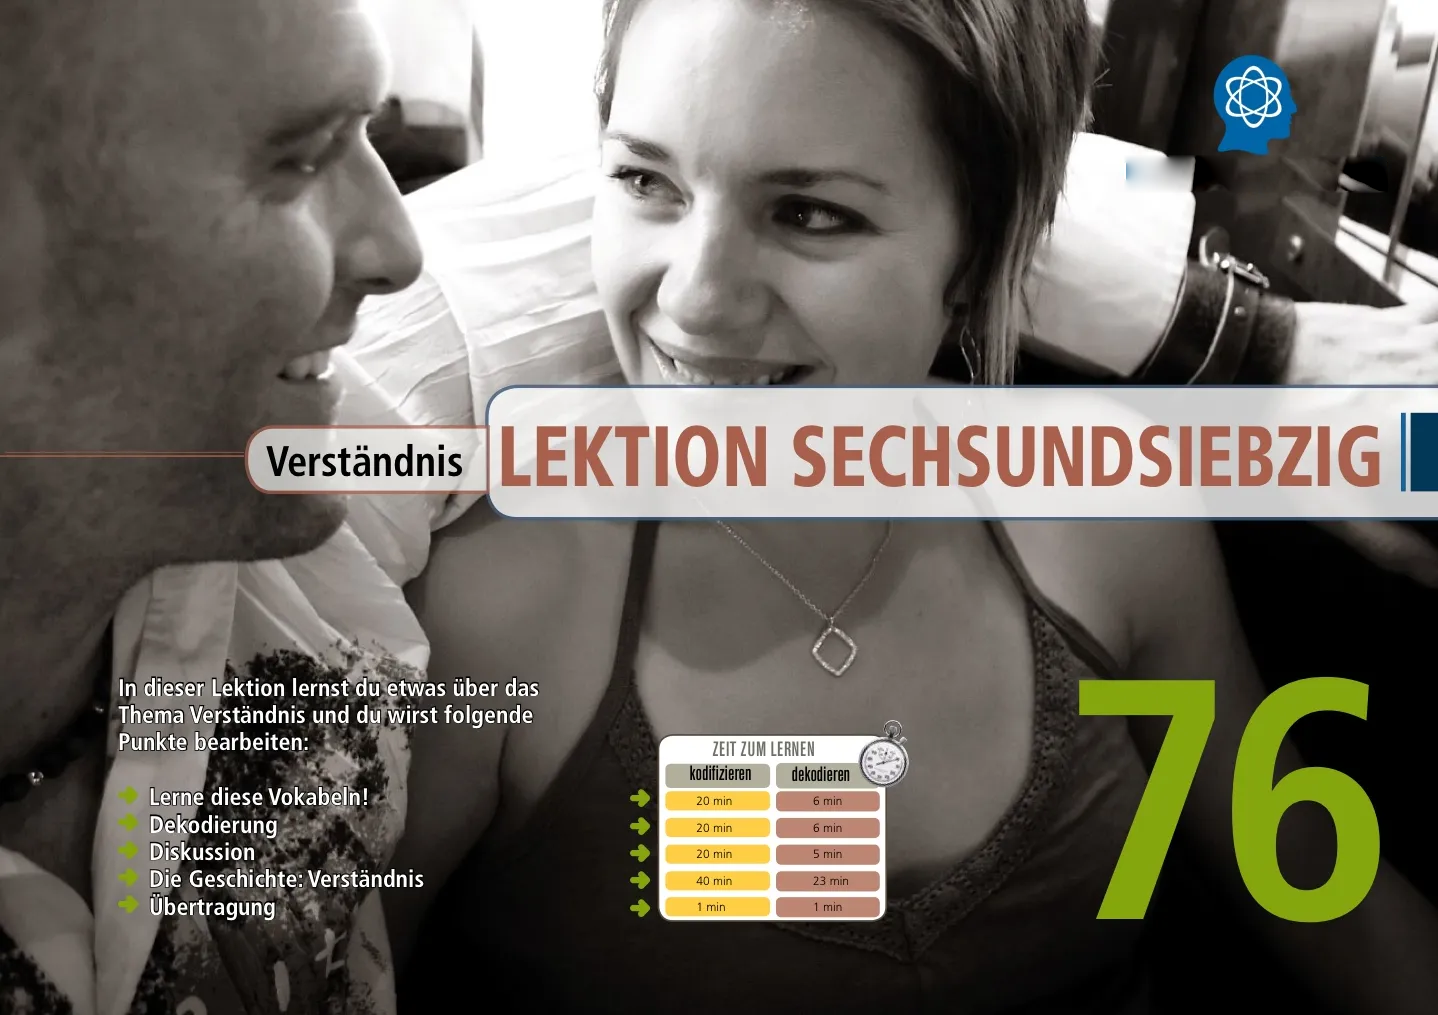 Verständnis
LEKTION SECHSUNDSIEBZIG
In dieser Lektion lernst du etwas über das
Thema Verständnis und du wirst folgende
Punkte bearbeiten:
Lerne diese Vokabeln!
Dekodierung
Diskussion
Die Geschichte: Verständnis
Übertragung
ZEIT ZUM LERNEN
kodifizieren dekodieren
20 min 6 min
20 min 6 min
20 min 5 min
40 min 23 min
1 min 1 min
76